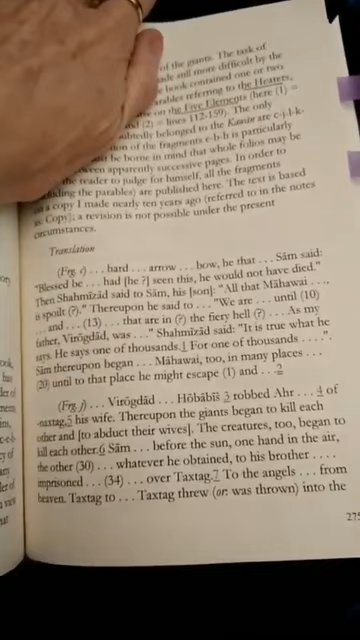 of the giants. The task of
ade still more difficult by the
book contained one or two
arables referring to the Hearers,
on the Five Elements (here (1) =
nd (2) = lines 112-159). The only
ubtedly belonged to the Kawān are c-j-l-k-
tion of the fragments e-b-h is particularly
be borne in mind that whole folios may be
ween apparently successive pages. In order to
the reader to judge for himself, all the fragments
ding the parables) are published here. The text is based
on a copy I made nearly ten years ago (referred to in the notes
as Copy); a revision is not possible under the present
circumstances.
Translation
(Frg. c) . . . hard . . . arrow . . . bow, he that . . . Sām said:
"Blessed be . . . had [he ?] seen this, he would not have died."
Then Shahmīzād said to Sām, his [son]: "All that Māhawai . . .,
is spoilt (?)." Thereupon he said to . . . "We are . . . until (10)
. . . and . . . (13) . . . that are in (?) the fiery hell (?) . . . As my
father, Virōgdād, was . . ." Shahmīzād said: "It is true what he
says. He says one of thousands.1 For one of thousands . . . .".
Sām thereupon began . . . Māhawai, too, in many places . . .
(20) until to that place he might escape (1) and . . .2
(Frg. j) . . . Virōgdād . . . Hōbābīš 3 robbed Ahr . . . 4 of
-naxtag,5 his wife. Thereupon the giants began to kill each
other and [to abduct their wives]. The creatures, too, began to
kill each other.6 Sām . . . before the sun, one hand in the air,
the other (30) . . . whatever he obtained, to his brother . . . .
imprisoned . . . (34) . . . over Taxtag.7 To the angels . . . from
heaven. Taxtag to . . . Taxtag threw (or: was thrown) into the
275